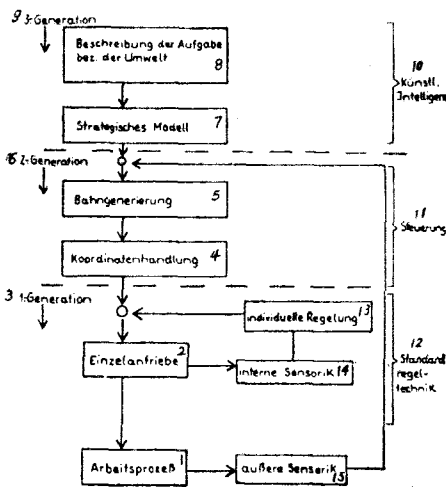 9 3-Generation
Beschreibung der Aufgabe
bez. der Umwelt
8
10
Künstl.
Intelligenz
Strategisches Modell 7
16 2-Generation
Bahngenerierung 5
11
Steuerung
Koordinatenhandlung 4
3 1-Generation
individuelle Regelung 13
Einzelantriebe 2
interne Sensorik 14
12
Standard
regel-
technik
Arbeitsprozeß 1
äußere Sensorik
15